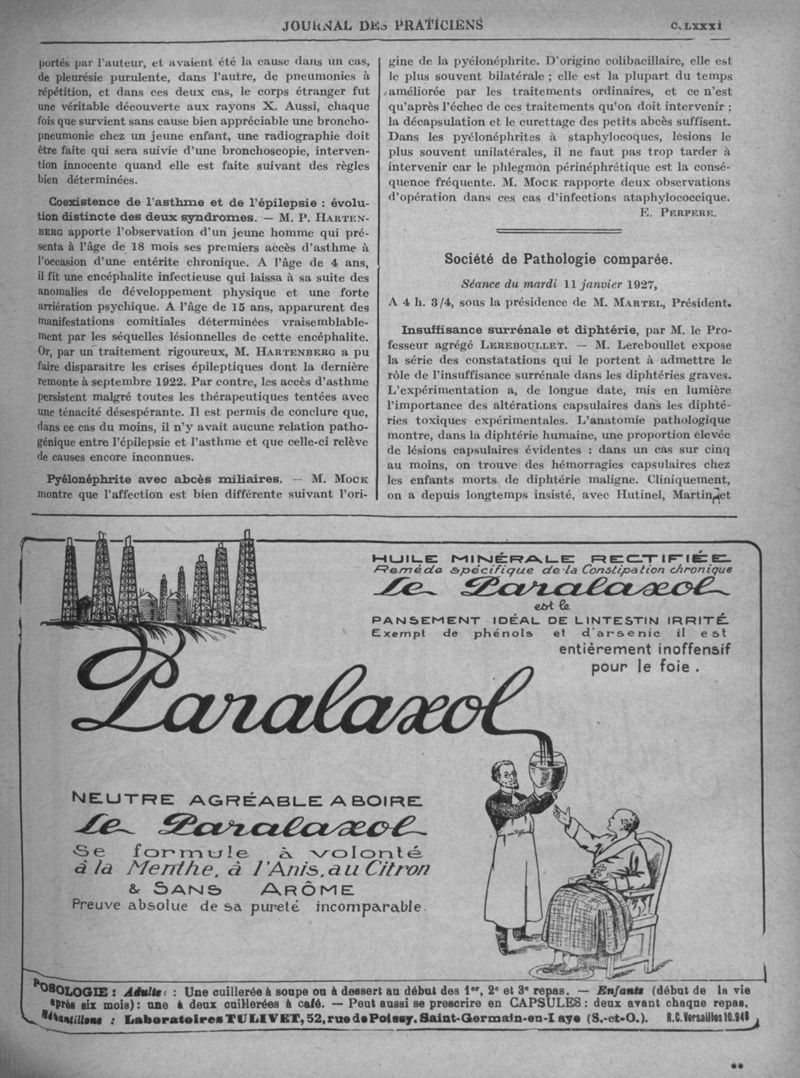 JOURNAL DES PRATICIENS
C.LXXXI
portés par l'auteur, et avaient été la cause dans un cas,
de pleurésie purulente, dans l'autre, de pneumonies à
répétition, et dans ces deux cas, le corps étranger fut
une véritable découverte aux rayons X. Aussi, chaque
fois que survient sans cause bien appréciable une broncho-
pneumonie chez un jeune enfant, une radiographie doit
être faite qui sera suivie d'une bronchoscopie, interven-
tion innocente quand elle est faite suivant des règles
bien déterminées.
Coexistence de l'asthme et de l'épilepsie : évolu-
tion distincte des deux syndromes. — M. P. HARTEN-
BERG apporte l'observation d'un jeune homme qui pré-
senta à l'âge de 18 mois ses premiers accès d'asthme à
l'occasion d'une entérite chronique. A l'âge de 4 ans,
il fit une encéphalite infectieuse qui laissa à sa suite des
anomalies de développement physique et une forte
arriération psychique. A l'âge de 15 ans, apparurent des
manifestations comitiales déterminées vraisemblable-
ment par les séquelles lésionnelles de cette encéphalite.
Or, par un traitement rigoureux, M. HARTENBERG a pu
faire disparaitre les crises épileptiques dont la dernière
remonte à septembre 1922. Par contre, les accès d'asthme
persistent malgré toutes les thérapeutiques tentées avec
une ténacité désespérante. Il est permis de conclure que,
dans ce cas du moins, il n'y avait aucune relation patho-
génique entre l'épilepsie et l'asthme et que celle-ci relève
de causes encore inconnues.
Pyélonéphrite avec abcès miliaires. — M. MOCK
montre que l'affection est bien différente suivant l'ori-
gine de la pyélonéphrite. D'origine colibacillaire, elle est
le plus souvent bilatérale ; elle est la plupart du temps
améliorée par les traitements ordinaires, et ce n'est
qu'après l'échec de ces traitements qu'on doit intervenir ;
la décapsulation et le curettage des petits abcès suffisent.
Dans les pyélonéphrites à staphylocoques, lésions le
plus souvent unilatérales, il ne faut pas trop tarder à
intervenir car le phlegmon périnéphrétique est la consé-
quence fréquente. M. MOCK rapporte deux observations
d'opération dans ces cas d'infections ataphylococcique.
E. PERPERE.
Société de Pathologie comparée.
Séance du mardi 11 janvier 1927,
A 4 h. 3/4, sous la présidence de M. MARTEL, Président.
Insuffisance surrénale et diphtérie, par M. le Pro-
fesseur agrégé LEREBOULLET. — M. Lereboullet expose
la série des constatations qui le portent à admettre le
rôle de l'insuffisance surrénale dans les diphtéries graves.
L'expérimentation a, de longue date, mis en lumière
l'importance des altérations capsulaires dans les diphté-
ries toxiques expérimentales. L'anatomie pathologique
montre, dans la diphtérie humaine, une proportion élevée
de lésions capsulaires évidentes : dans un cas sur cinq
au moins, on trouve des hémorragies capsulaires chez
les enfants morts de diphtérie maligne. Cliniquement,
on a depuis longtemps insisté, avec Hutinel, Martin et
HUILE MINÉRALE RECTIFIÉE
Remède spécifique de la Constipation chronique
Le Paralaxol
est le
PANSEMENT IDÉAL DE L'INTESTIN IRRITÉ.
Exempt de phénols et d'arsenic il est
entièrement inoffensif
pour le foie.
Paralaxol
NEUTRE AGRÉABLE A BOIRE
Le Paralaxol
Se formule à volonté
à la Menthe, à l'Anis, au Citron
& SANS ARÔME
Preuve absolue de sa pureté incomparable.
POSOLOGIE : Adultes : Une cuillerée à soupe ou à dessert au début des 1er, 2e et 3e repas. — Enfants (début de la vie
après six mois) : une à deux cuillerées à café. — Peut aussi se prescrire en CAPSULES : deux avant chaque repas.
Échantillons : Laboratoires TULIVET, 52, rue de Poissy. Saint-Germain-en-Laye (S.-et-O.). R.C. Versailles 10.946
**